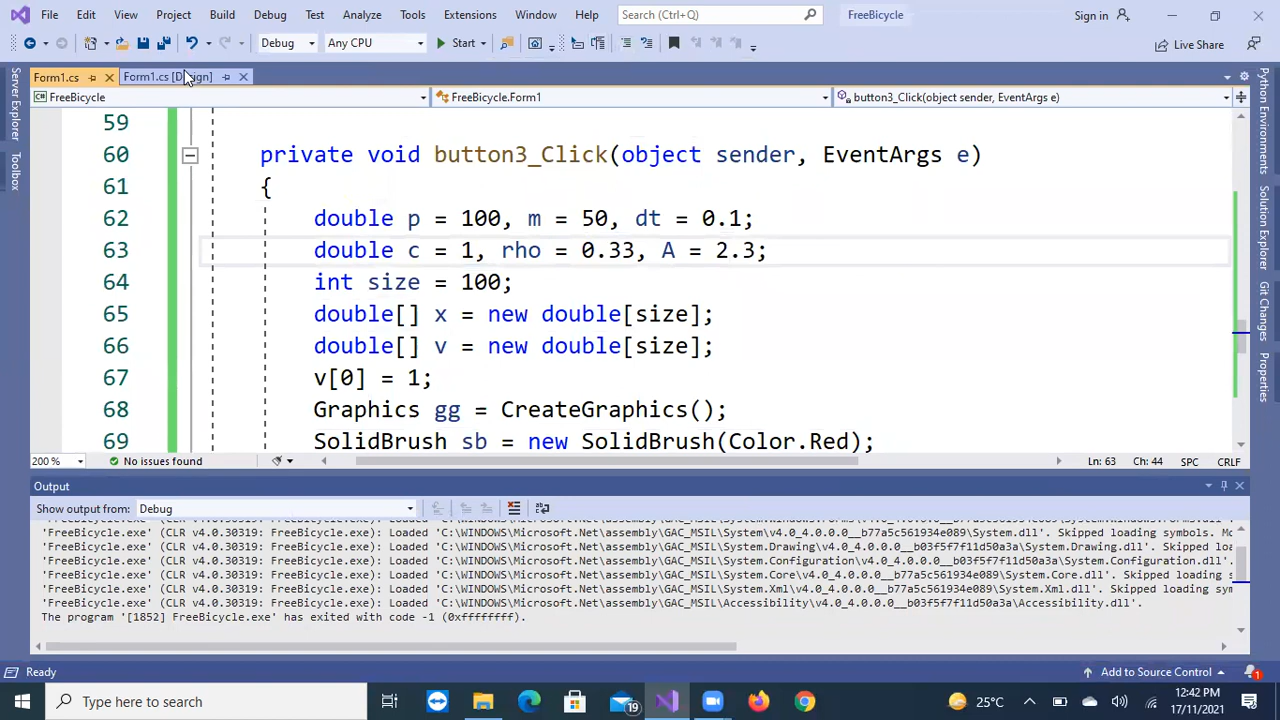 File Edit View Project Build Debug Test Analyze Tools Extensions Window Help Search (Ctrl+Q) FreeBicycle Sign in
Debug Any CPU Start Live Share
Form1.cs Form1.cs [Design]
FreeBicycle FreeBicycle.Form1 button3_Click(object sender, EventArgs e)
Server Explorer
Toolbox
59
60 private void button3_Click(object sender, EventArgs e)
61 {
62 double p = 100, m = 50, dt = 0.1;
63 double c = 1, rho = 0.33, A = 2.3;
64 int size = 100;
65 double[] x = new double[size];
66 double[] v = new double[size];
67 v[0] = 1;
68 Graphics gg = CreateGraphics();
69 SolidBrush sb = new SolidBrush(Color.Red);
Python Environments
Solution Explorer
Git Changes
Properties
200 % No issues found Ln: 63 Ch: 44 SPC CRLF
Output
Show output from: Debug
'FreeBicycle.exe' (CLR v4.0.30319: FreeBicycle.exe): Loaded 'C:\WINDOWS\Microsoft.Net\assembly\GAC_MSIL\System\v4.0_4.0.0.0__b77a5c561934e089\System.dll'. Skipped loading symbols. Mo
'FreeBicycle.exe' (CLR v4.0.30319: FreeBicycle.exe): Loaded 'C:\WINDOWS\Microsoft.Net\assembly\GAC_MSIL\System.Drawing\v4.0_4.0.0.0__b03f5f7f11d50a3a\System.Drawing.dll'. Skipped loa
'FreeBicycle.exe' (CLR v4.0.30319: FreeBicycle.exe): Loaded 'C:\WINDOWS\Microsoft.Net\assembly\GAC_MSIL\System.Configuration\v4.0_4.0.0.0__b03f5f7f11d50a3a\System.Configuration.dll'.
'FreeBicycle.exe' (CLR v4.0.30319: FreeBicycle.exe): Loaded 'C:\WINDOWS\Microsoft.Net\assembly\GAC_MSIL\System.Core\v4.0_4.0.0.0__b77a5c561934e089\System.Core.dll'. Skipped loading s
'FreeBicycle.exe' (CLR v4.0.30319: FreeBicycle.exe): Loaded 'C:\WINDOWS\Microsoft.Net\assembly\GAC_MSIL\System.Xml\v4.0_4.0.0.0__b77a5c561934e089\System.Xml.dll'. Skipped loading sym
'FreeBicycle.exe' (CLR v4.0.30319: FreeBicycle.exe): Loaded 'C:\WINDOWS\Microsoft.Net\assembly\GAC_MSIL\Accessibility\v4.0_4.0.0.0__b03f5f7f11d50a3a\Accessibility.dll'.
The program '[1852] FreeBicycle.exe' has exited with code -1 (0xffffffff).
Ready Add to Source Control 1
Type here to search 19 25°C 12:42 PM
17/11/2021